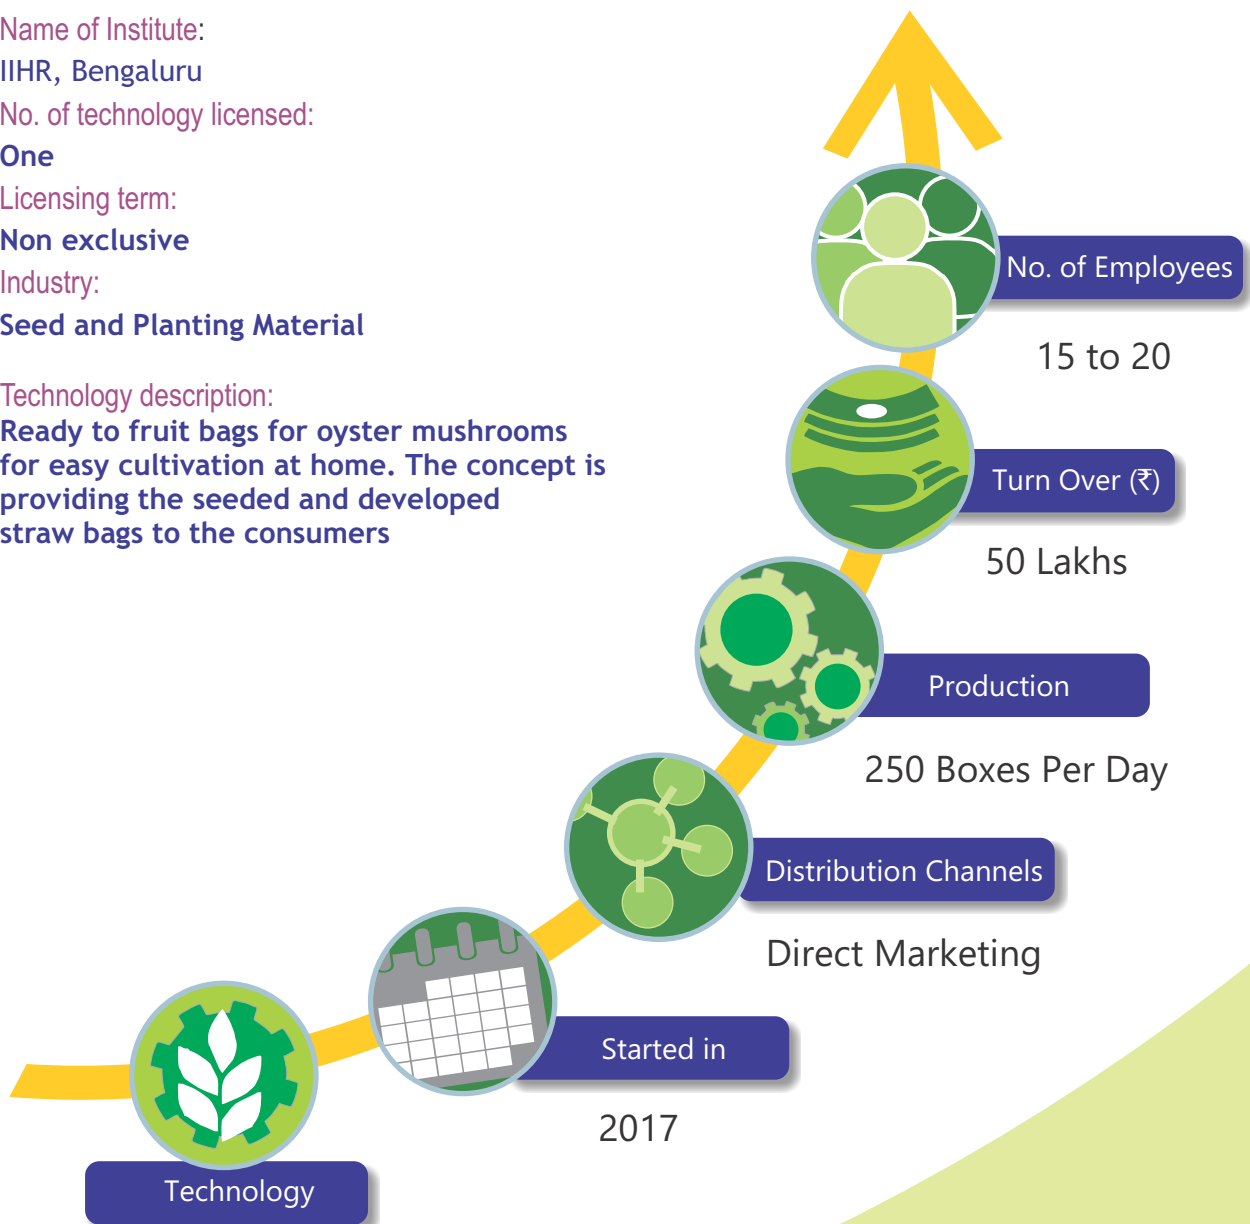 Name of Institute:
IIHR, Bengaluru
No. of technology licensed:
One
Licensing term:
Non exclusive
Industry:
Seed and Planting Material
Technology description:
Ready to fruit bags for oyster mushrooms
for easy cultivation at home. The concept is
providing the seeded and developed
straw bags to the consumers
No. of Employees
15 to 20
Turn Over (₹)
50 Lakhs
Production
250 Boxes Per Day
Distribution Channels
Direct Marketing
Started in
2017
Technology